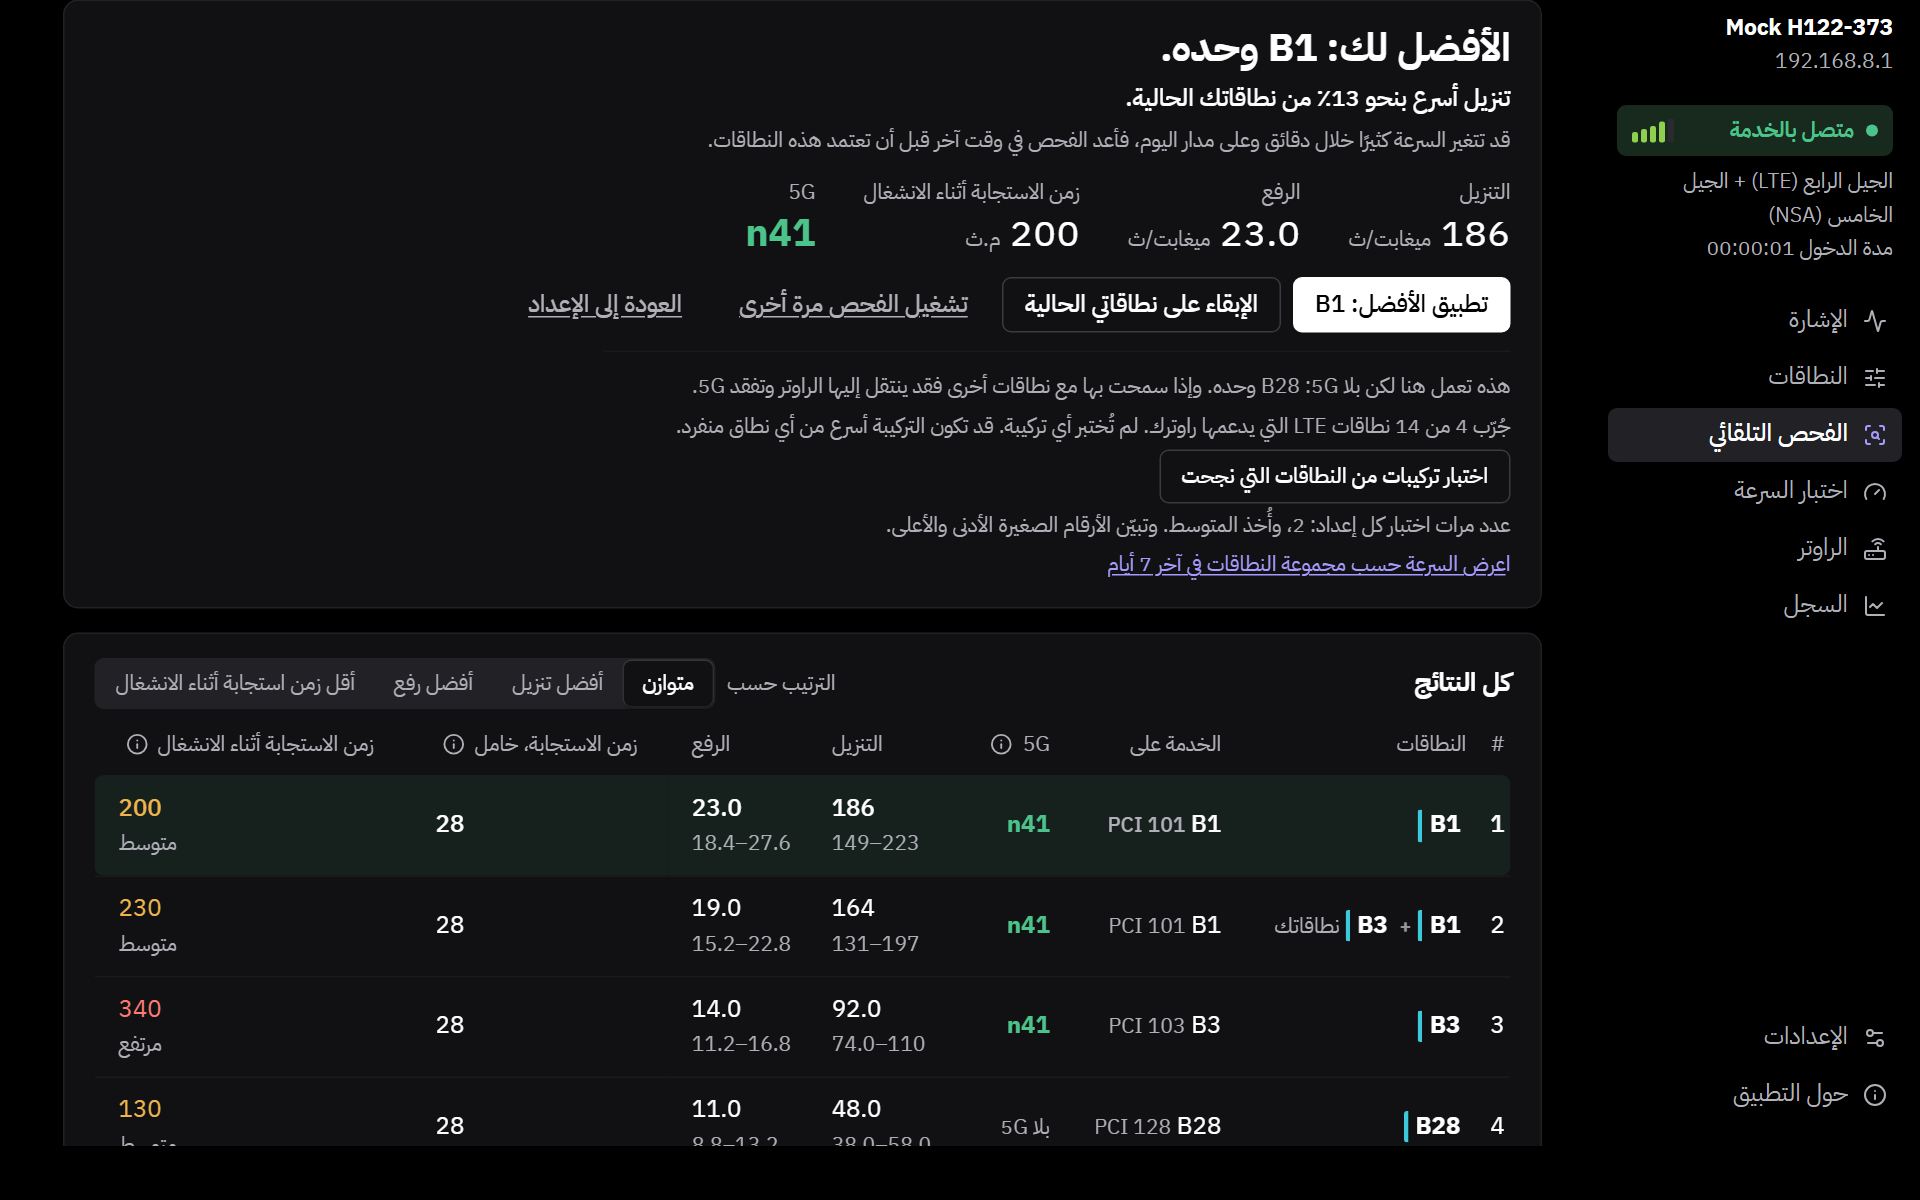 Mock H122-373
192.168.8.1
متصل بالخدمة
الجيل الرابع (LTE) + الجيل
الخامس (NSA)
مدة الدخول 00:00:01
الإشارة
النطاقات
الفحص التلقائي
اختبار السرعة
الراوتر
السجل
الإعدادات
حول التطبيق
الأفضل لك: B1 وحده.
تنزيل أسرع بنحو 13٪ من نطاقاتك الحالية.
قد تتغير السرعة كثيرًا خلال دقائق وعلى مدار اليوم، فأعد الفحص في وقت آخر قبل أن تعتمد هذه النطاقات.
التنزيل الرفع زمن الاستجابة أثناء الانشغال 5G
186 ميغابت/ث 23.0 ميغابت/ث 200 م.ث n41
تطبيق الأفضل: B1 الإبقاء على نطاقاتي الحالية تشغيل الفحص مرة أخرى العودة إلى الإعداد
هذه تعمل هنا لكن بلا 5G: B28 وحده. وإذا سمحت بها مع نطاقات أخرى فقد ينتقل إليها الراوتر وتفقد 5G.
جُرّب 4 من 14 نطاقات LTE التي يدعمها راوترك. لم تُختبر أي تركيبة. قد تكون التركيبة أسرع من أي نطاق منفرد.
اختبار تركيبات من النطاقات التي نجحت
عدد مرات اختبار كل إعداد: 2، وأُخذ المتوسط. وتبيّن الأرقام الصغيرة الأدنى والأعلى.
اعرض السرعة حسب مجموعة النطاقات في آخر 7 أيام
كل النتائج الترتيب حسب متوازن أفضل تنزيل أفضل رفع أقل زمن استجابة أثناء الانشغال
# النطاقات الخدمة على 5G التنزيل الرفع زمن الاستجابة، خامل زمن الاستجابة أثناء الانشغال
1 B1 B1 PCI 101 n41 186 23.0 28 200
149–223 18.4–27.6 متوسط
2 B1 + B3 نطاقاتك B1 PCI 101 n41 164 19.0 28 230
131–197 15.2–22.8 متوسط
3 B3 B3 PCI 103 n41 92.0 14.0 28 340
74.0–110 11.2–16.8 مرتفع
4 B28 B28 PCI 128 بلا 5G 48.0 11.0 28 130
38.0–58.0 8.8–13.2 متوسط